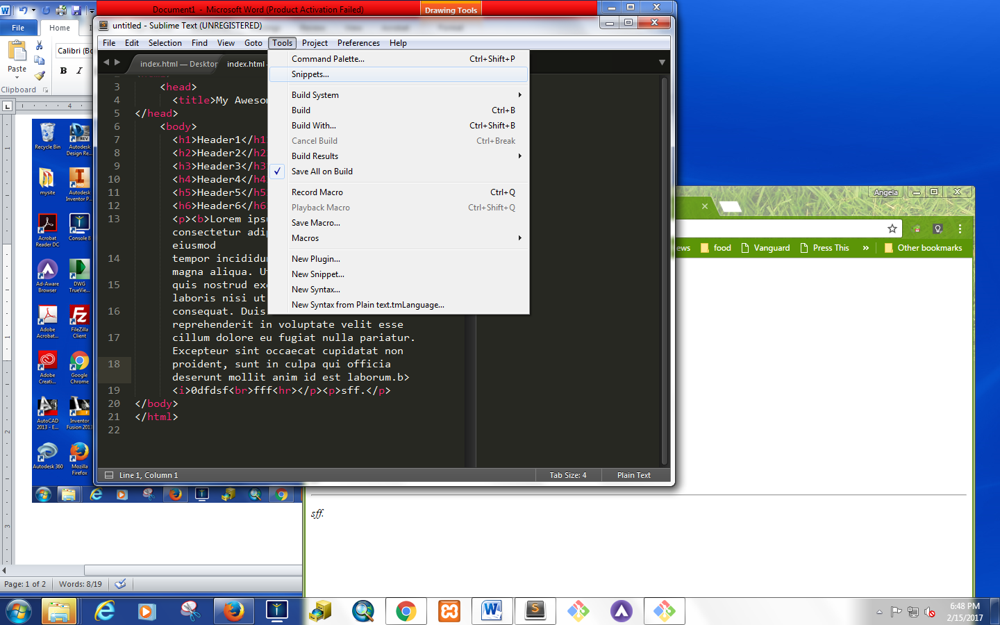 Document1 - Microsoft Word (Product Activation Failed)
Drawing Tools
File
Home
Calibri (Bo
Paste
B I
Clipboard
untitled - Sublime Text (UNREGISTERED)
File Edit Selection Find View Goto Tools Project Preferences Help
index.html — Desktop
index.html
Command Palette... Ctrl+Shift+P
Snippets...
Build System
Build Ctrl+B
Build With... Ctrl+Shift+B
Cancel Build Ctrl+Break
Build Results
Save All on Build
Record Macro Ctrl+Q
Playback Macro Ctrl+Shift+Q
Save Macro...
Macros
New Plugin...
New Snippet...
New Syntax...
New Syntax from Plain text.tmLanguage...
3 <head>
4 <title>My Aweso
5 </head>
6 <body>
7 <h1>Header1</h1
8 <h2>Header2</h2
9 <h3>Header3</h3
10 <h4>Header4</h4
11 <h5>Header5</h5
12 <h6>Header6</h6
13 <p><b>Lorem ipsu
consectetur adip
eiusmod
14 tempor incididun
magna aliqua. U
15 quis nostrud exe
laboris nisi ut
16 consequat. Duis
reprehenderit in voluptate velit esse
17 cillum dolore eu fugiat nulla pariatur.
Excepteur sint occaecat cupidatat non
18 proident, sunt in culpa qui officia
deserunt mollit anim id est laborum.b>
19 <i>0dfdsf<br>fff<hr></p><p>sff.</p>
20 </body>
21 </html>
22
Line 1, Column 1
Tab Size: 4
Plain Text
Recycle Bin
Autodesk Design Re...
mysite
Autodesk Inventor P...
Acrobat Reader DC
Console 8
Ad-Aware Browser
DWG TrueVie...
Adobe Acrobat...
FileZilla Client
Adobe Creati...
Google Chrome
AutoCAD 2013 - E...
Inventor Fusion 2013
Autodesk 360
Mozilla Firefox
Angela
ews
food
Vanguard
Press This
»
Other bookmarks
sff.
Page: 1 of 2
Words: 8/19
6:48 PM
2/15/2017